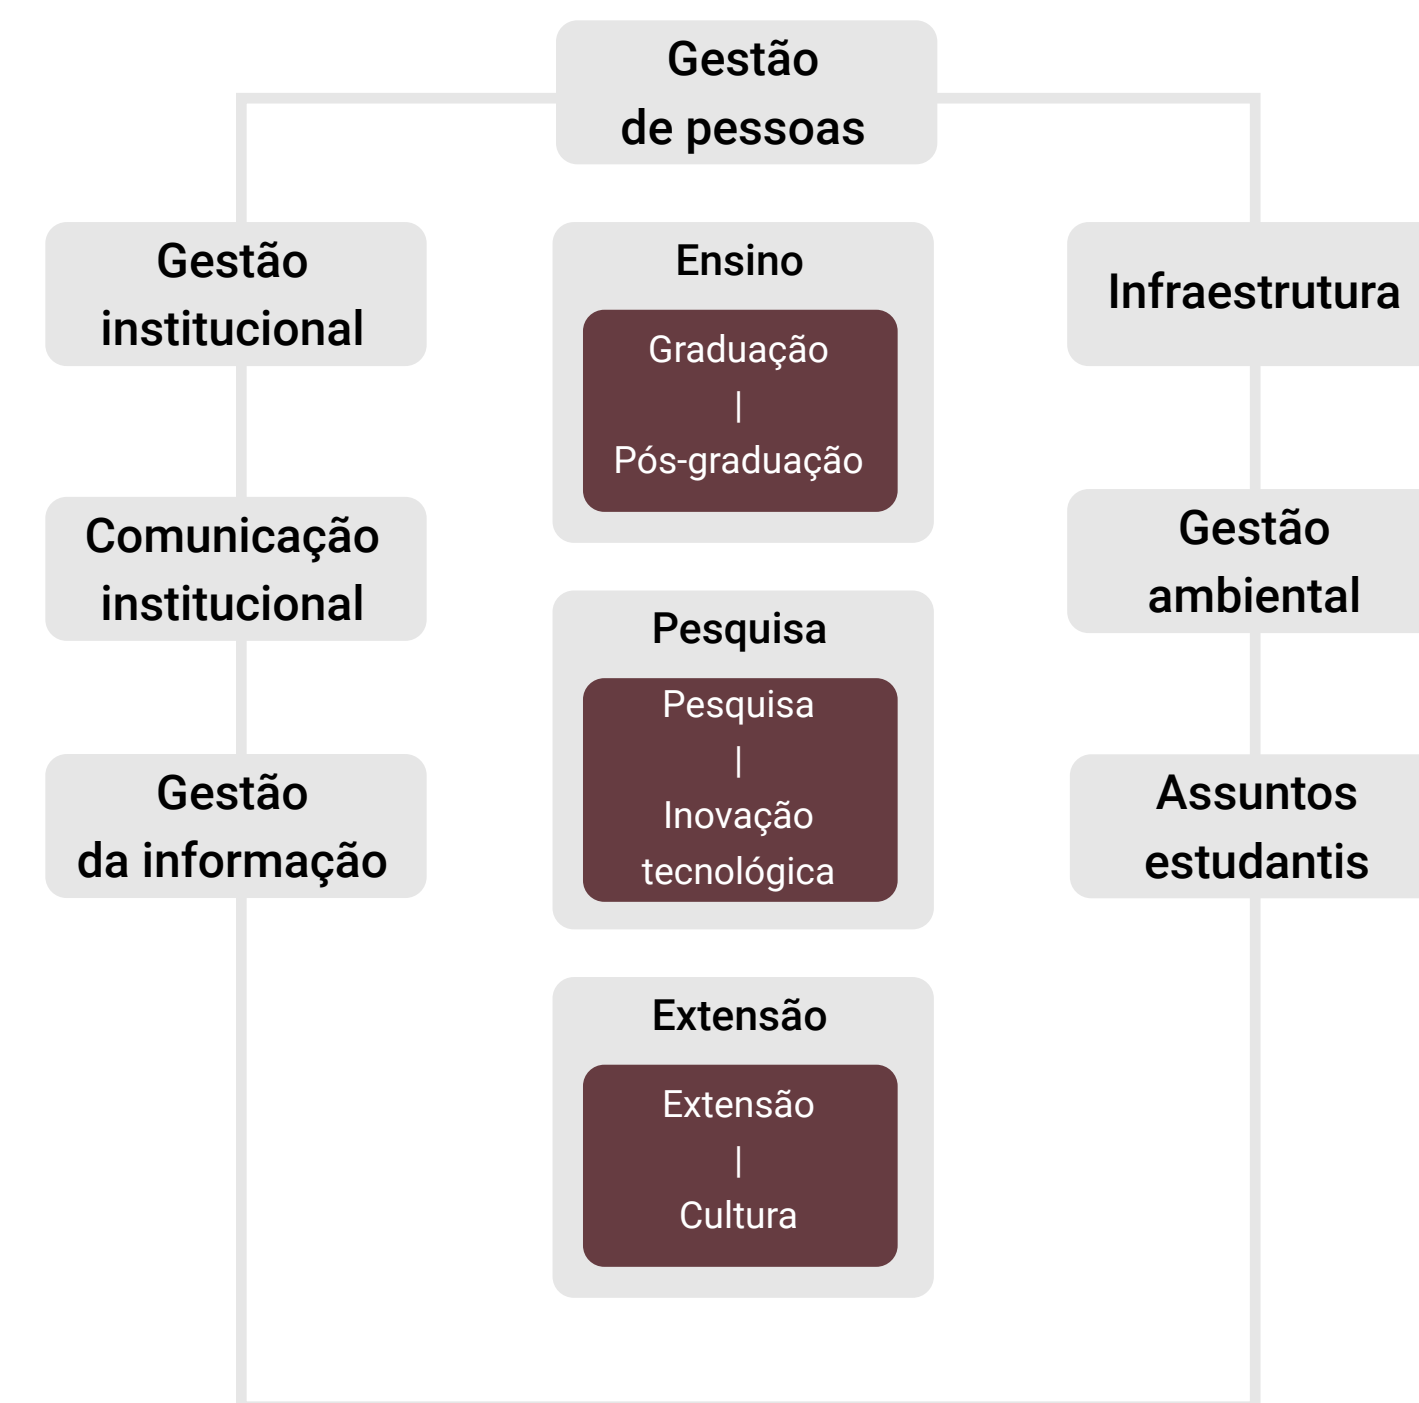 Gestão
de pessoas
Gestão
institucional
Comunicação
institucional
Gestão
da informação
Ensino
Graduação
|
Pós-graduação
Pesquisa
Pesquisa
|
Inovação
tecnológica
Extensão
Extensão
|
Cultura
Infraestrutura
Gestão
ambiental
Assuntos
estudantis